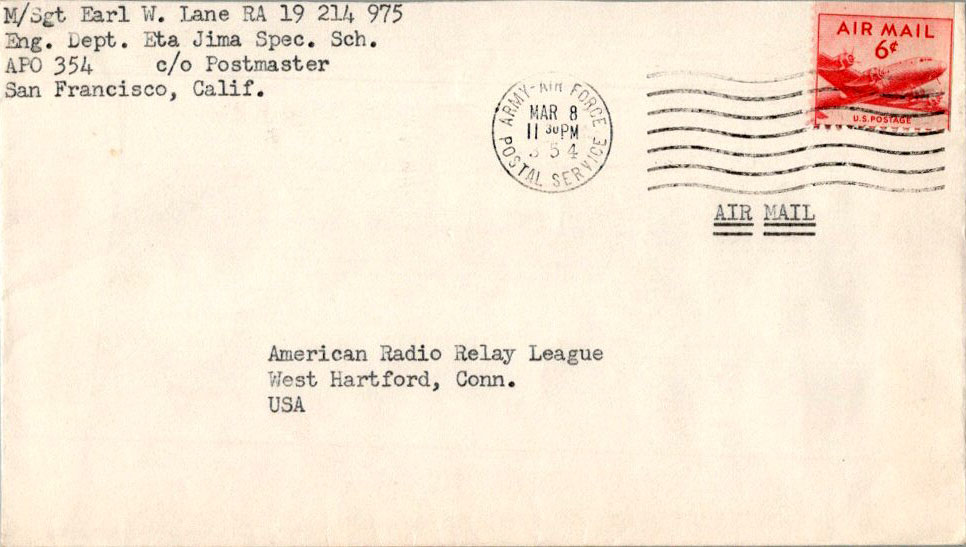 M/Sgt Earl W. Lane RA 19 214 975
Eng. Dept. Eta Jima Spec. Sch.
APO 354 c/o Postmaster
San Francisco, Calif.
AIR MAIL
6¢
U.S. POSTAGE
ARMY-AIR FORCE
MAR 8
11 30 PM
354
POSTAL SERVICE
AIR MAIL
American Radio Relay League
West Hartford, Conn.
USA